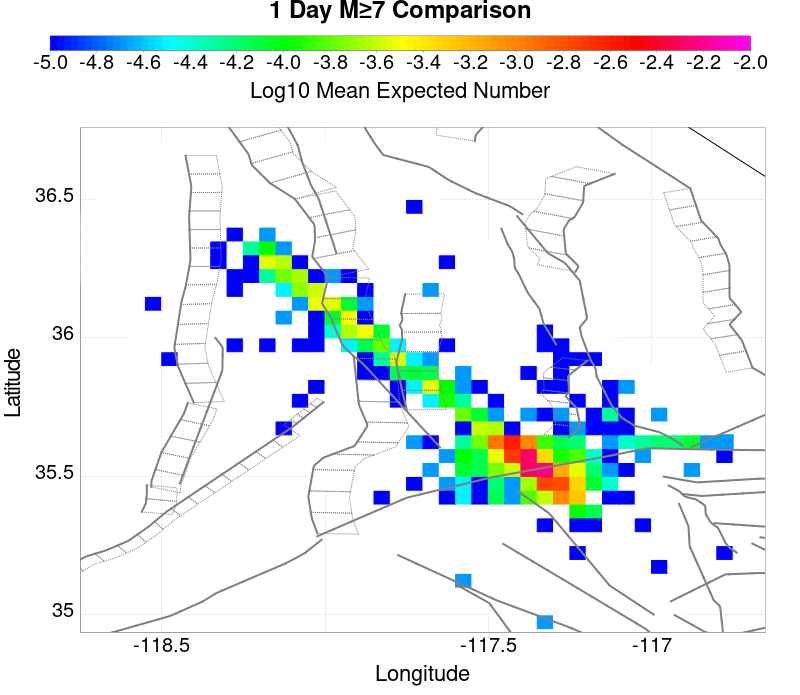 1 Day M≥7 Comparison
-5.0 -4.8 -4.6 -4.4 -4.2 -4.0 -3.8 -3.6 -3.4 -3.2 -3.0 -2.8 -2.6 -2.4 -2.2 -2.0
Log10 Mean Expected Number
36.5
36
35.5
35
Latitude
-118.5 -117.5 -117
Longitude